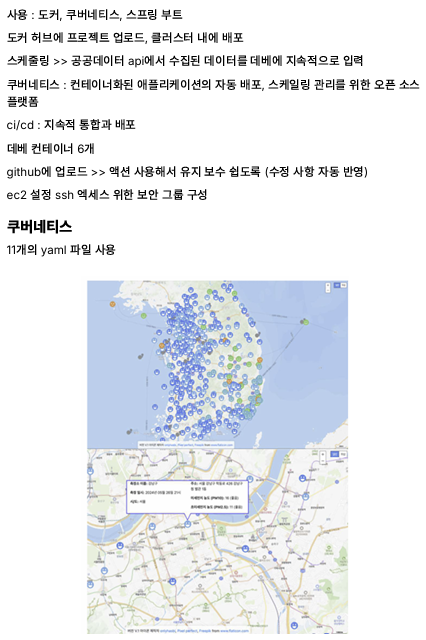 사용 : 도커, 쿠버네티스, 스프링 부트
도커 허브에 프로젝트 업로드, 클러스터 내에 배포
스케줄링 >> 공공데이터 api에서 수집된 데이터를 데베에 지속적으로 입력
쿠버네티스 : 컨테이너화된 애플리케이션의 자동 배포, 스케일링 관리를 위한 오픈 소스
플랫폼
ci/cd : 지속적 통합과 배포
데베 컨테이너 6개
github에 업로드 >> 액션 사용해서 유지 보수 쉽도록 (수정 사항 자동 반영)
ec2 설정 ssh 엑세스 위한 보안 그룹 구성
쿠버네티스
11개의 yaml 파일 사용